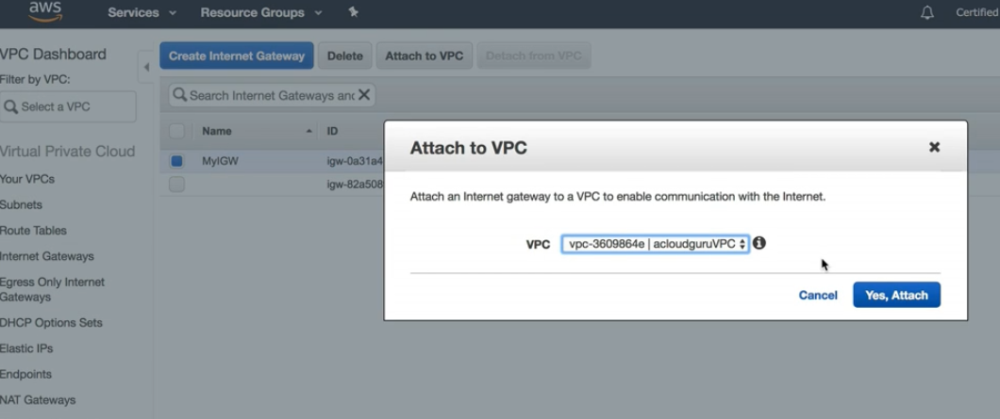 aws
Services
Resource Groups
Certified
VPC Dashboard
Filter by VPC:
Select a VPC
Virtual Private Cloud
Your VPCs
Subnets
Route Tables
Internet Gateways
Egress Only Internet
Gateways
DHCP Options Sets
Elastic IPs
Endpoints
NAT Gateways
Create Internet Gateway
Delete
Attach to VPC
Detach from VPC
Search Internet Gateways and
Name
ID
MyIGW
igw-0a31a4
igw-82a508
Attach to VPC
Attach an Internet gateway to a VPC to enable communication with the Internet.
VPC
vpc-3609864e | acloudguruVPC
Cancel
Yes, Attach